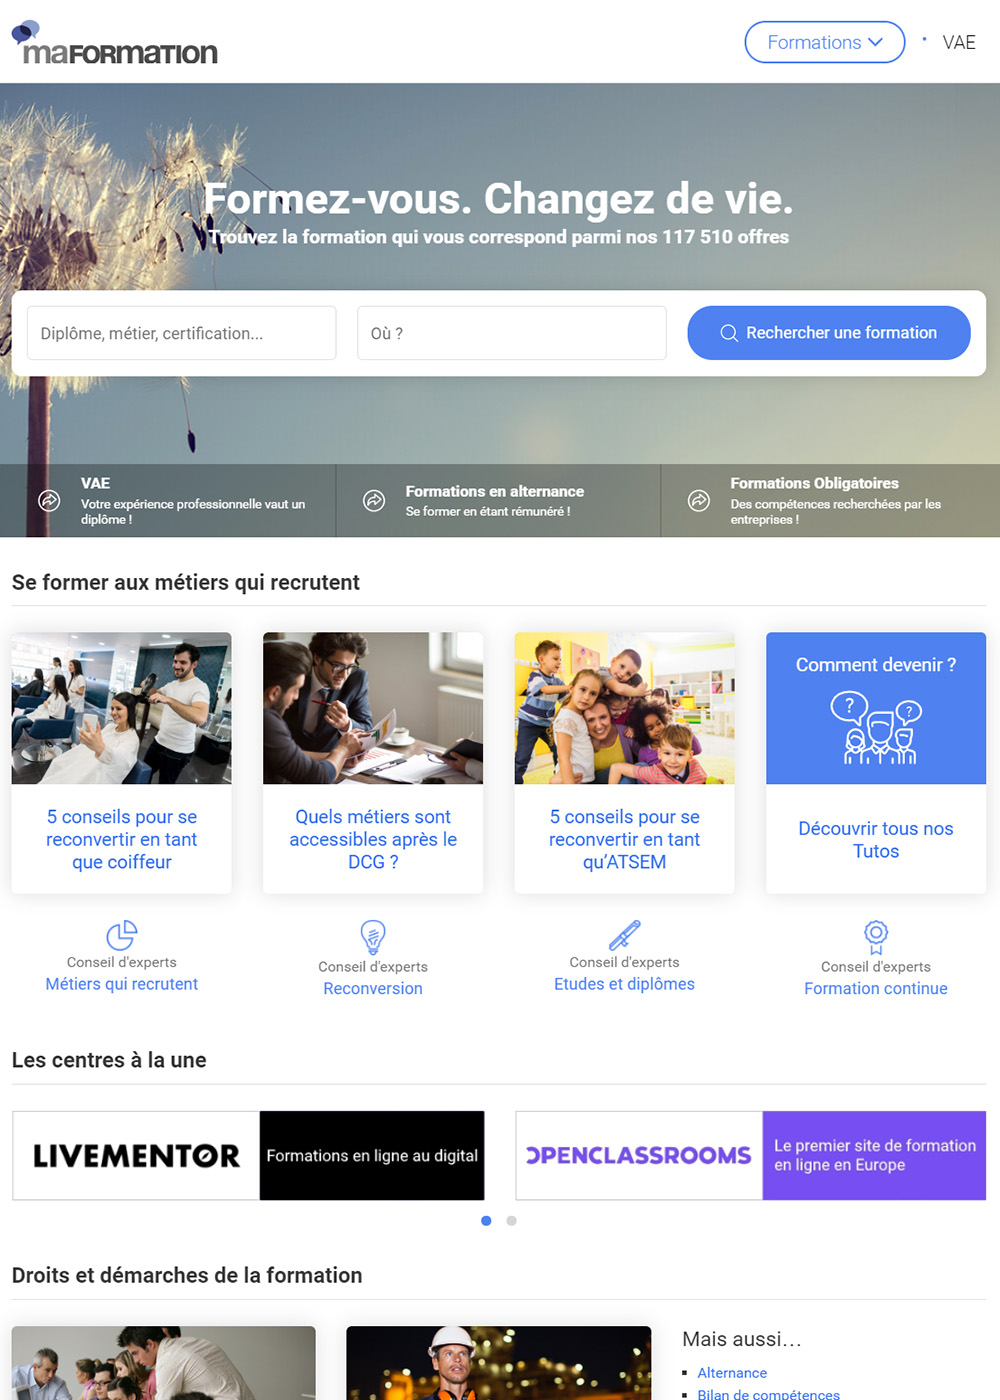 maFORMATION
Formations
VAE
Formez-vous. Changez de vie.
Trouvez la formation qui vous correspond parmi nos 117 510 offres
Diplôme, métier, certification...
Où ?
Rechercher une formation
VAE
Votre expérience professionnelle vaut un
diplôme !
Formations en alternance
Se former en étant rémunéré !
Formations Obligatoires
Des compétences recherchées par les
entreprises !
Se former aux métiers qui recrutent
5 conseils pour se
reconvertir en tant
que coiffeur
Quels métiers sont
accessibles après le
DCG ?
5 conseils pour se
reconvertir en tant
qu’ATSEM
Comment devenir ?
? ?
Découvrir tous nos
Tutos
Conseil d'experts
Métiers qui recrutent
Conseil d'experts
Reconversion
Conseil d'experts
Etudes et diplômes
Conseil d'experts
Formation continue
Les centres à la une
LIVEMENTOR
Formations en ligne au digital
OPENCLASSROOMS
Le premier site de formation
en ligne en Europe
Droits et démarches de la formation
Mais aussi…
Alternance
Bilan de compétences